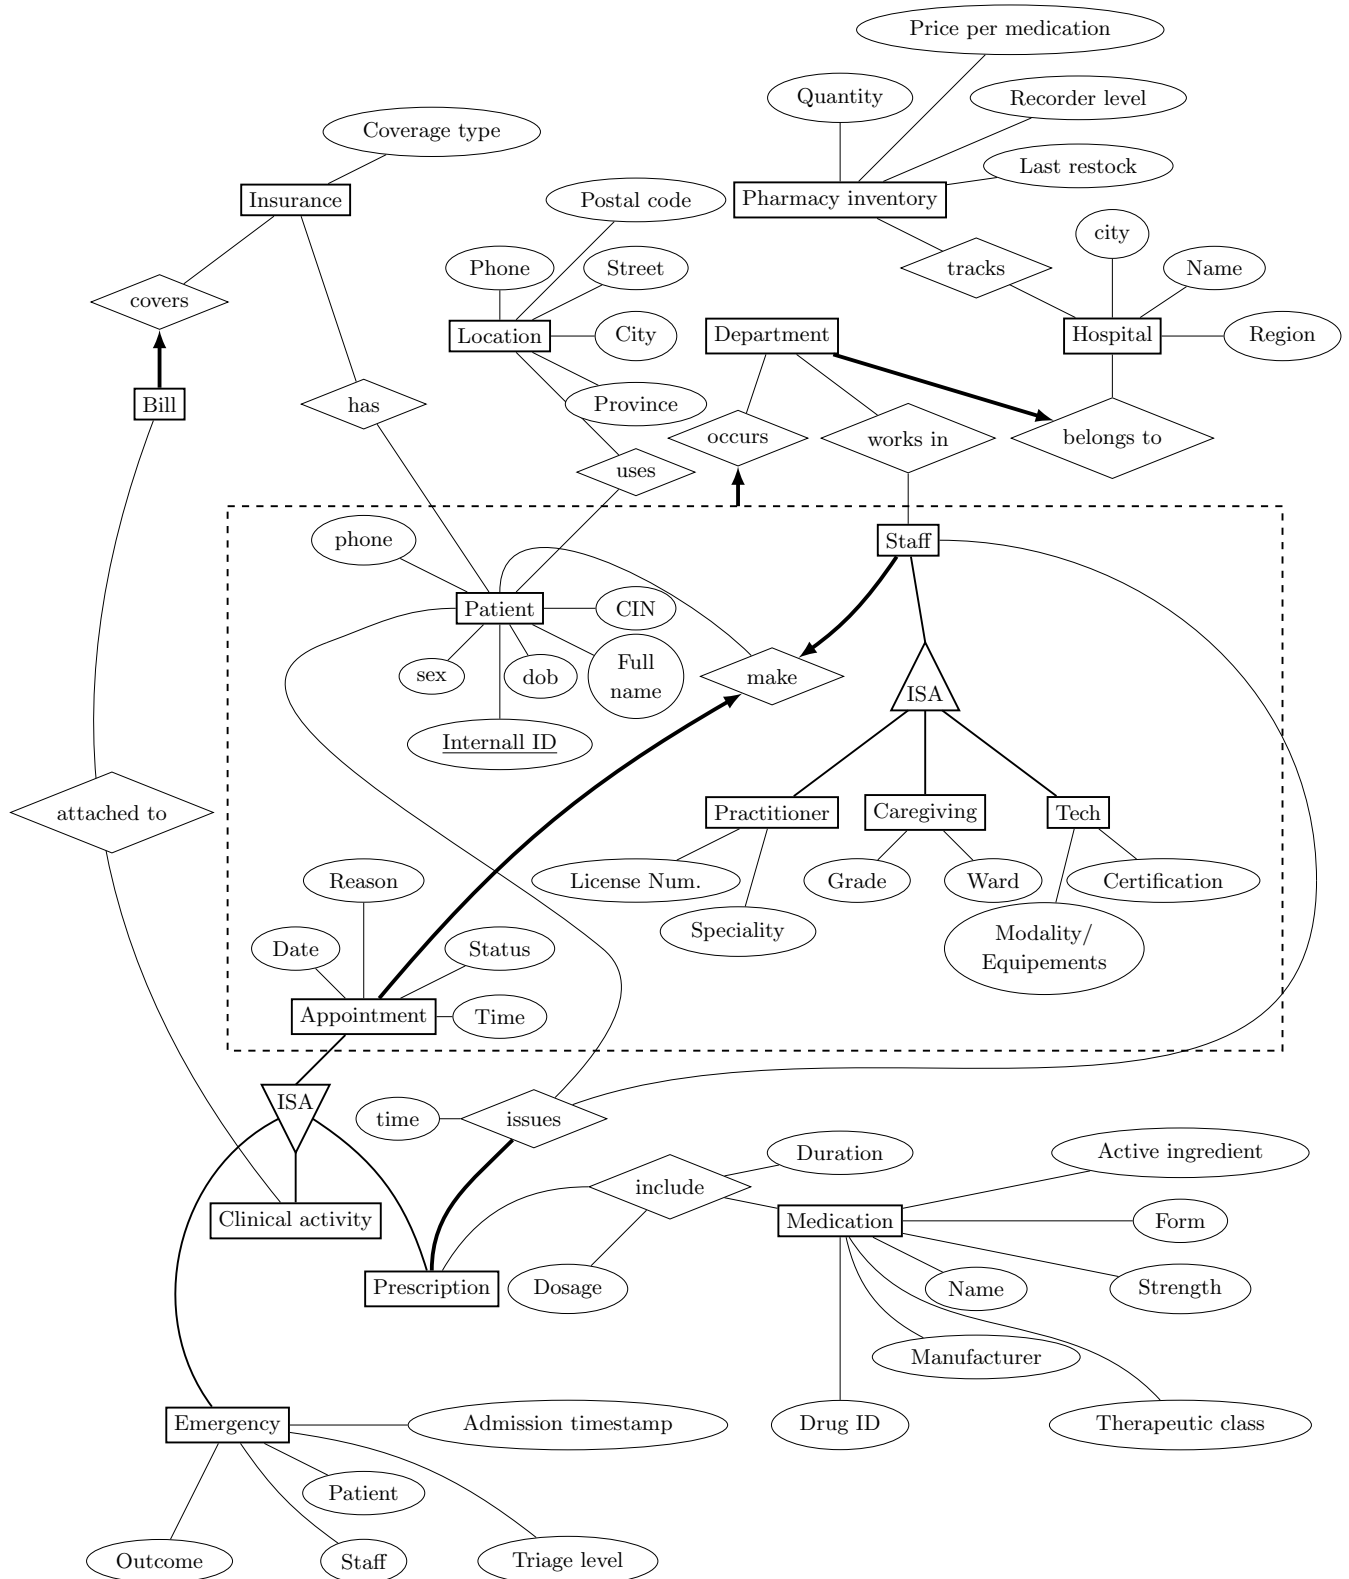 Price per medication
Quantity
Recorder level
Coverage type
Last restock
Insurance
Postal code
Pharmacy inventory
city
Phone
Street
tracks
Name
covers
Location
City
Department
Hospital
Region
Bill
has
Province
occurs
works in
belongs to
uses
phone
Staff
Patient
CIN
sex
dob
Full
name
make
ISA
Internall ID
attached to
Practitioner
Caregiving
Tech
Reason
License Num.
Grade
Ward
Certification
Speciality
Date
Status
Modality/
Equipements
Appointment
Time
ISA
time
issues
Duration
Active ingredient
include
Clinical activity
Medication
Form
Prescription
Dosage
Name
Strength
Manufacturer
Emergency
Admission timestamp
Drug ID
Therapeutic class
Patient
Outcome
Staff
Triage level